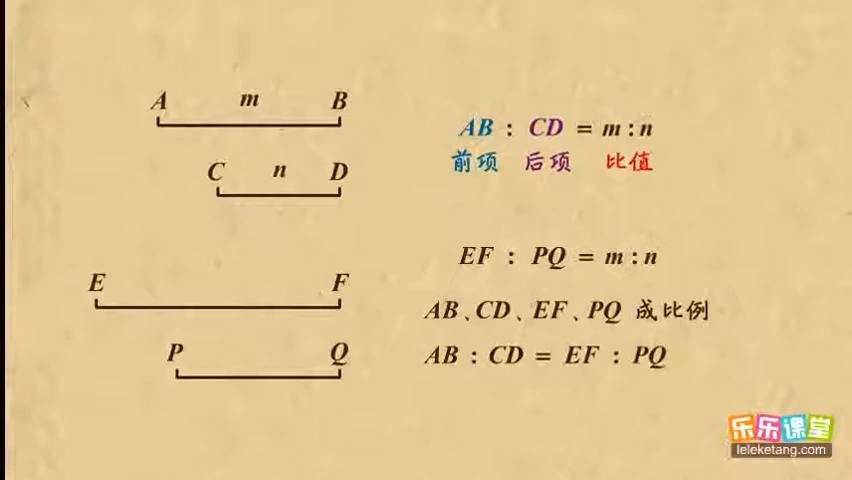 A m B
AB : CD = m : n
前项 后项 比值
C n D
EF : PQ = m : n
E F
AB、CD、EF、PQ 成比例
P Q
AB : CD = EF : PQ
乐乐课堂
leleketang.com